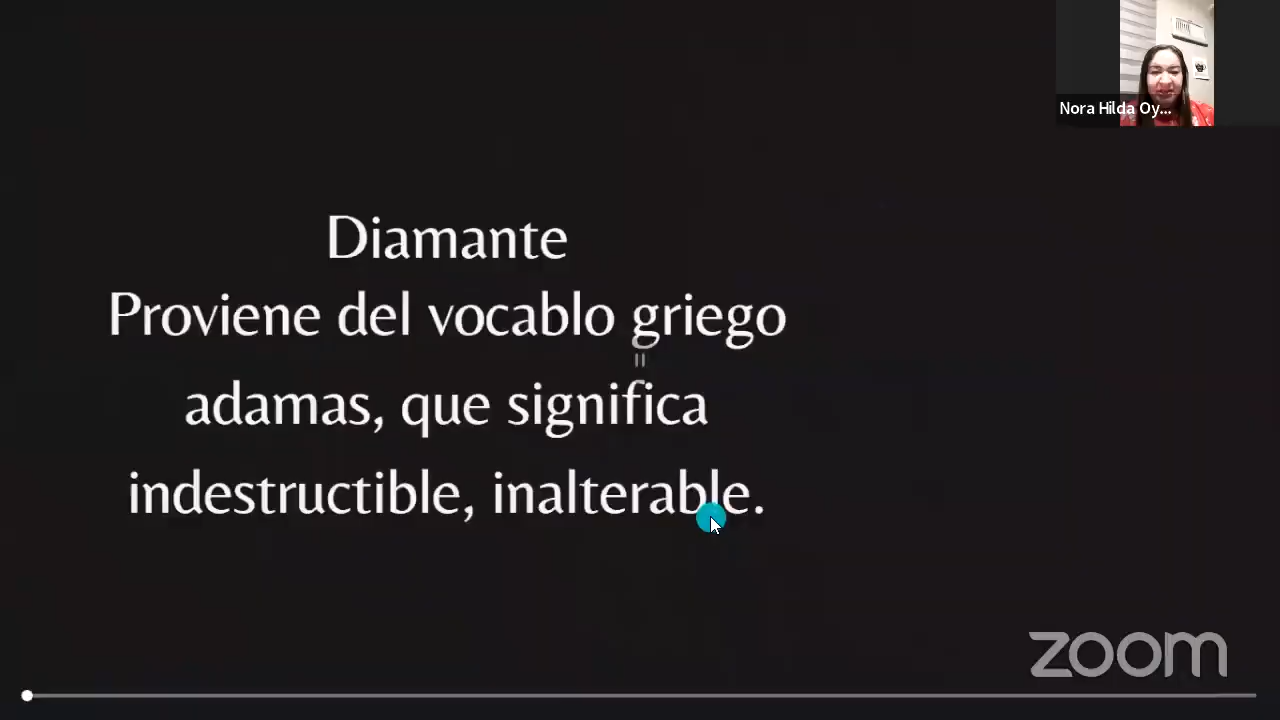 Nora Hilda Oy...
Diamante
Proviene del vocablo griego
adamas, que significa
indestructible, inalterable.
zoom